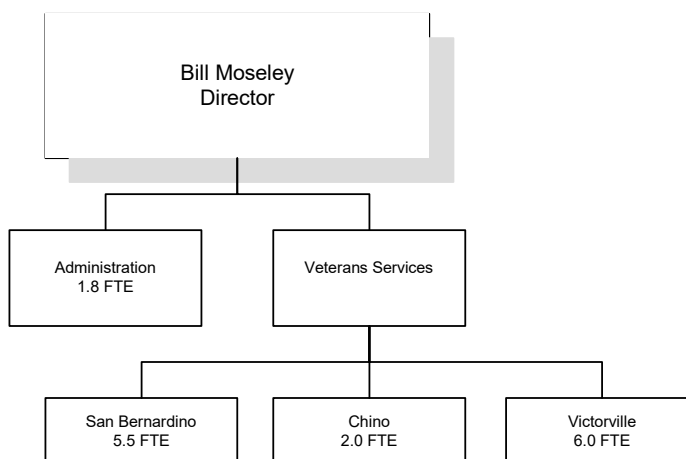 Bill Moseley
Director
Administration
1.8 FTE
Veterans Services
San Bernardino
5.5 FTE
Chino
2.0 FTE
Victorville
6.0 FTE